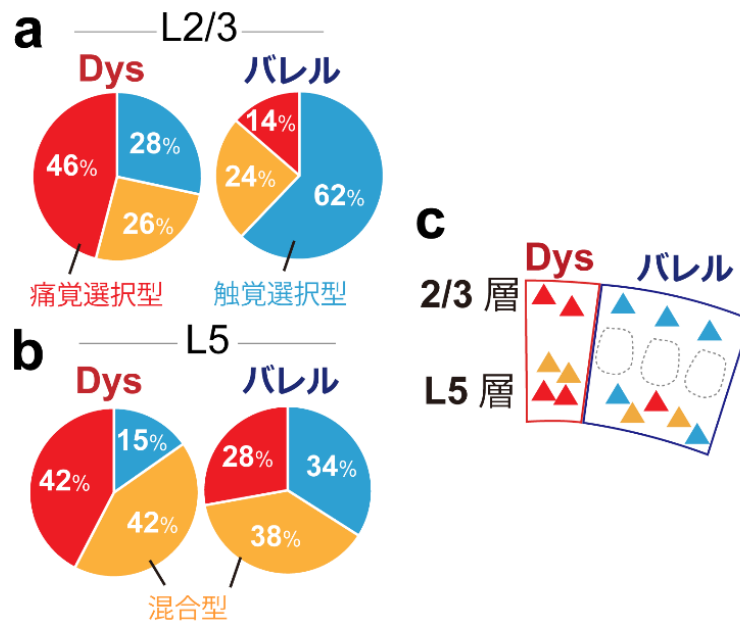 a
L2/3
Dys
バレル
46%
28%
26%
14%
24%
62%
痛覚選択型
触覚選択型
b
L5
Dys
バレル
42%
15%
42%
28%
34%
38%
混合型
c
Dys
バレル
2/3 層
L5 層